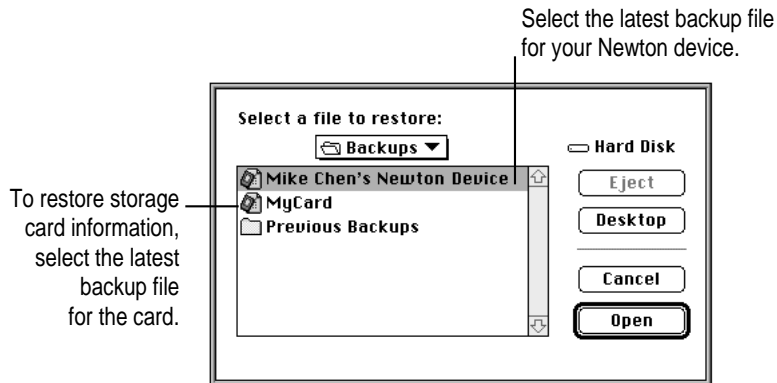 Select the latest backup file
for your Newton device.
Select a file to restore:
Backups
Hard Disk
Mike Chen's Newton Device
MyCard
Previous Backups
Eject
Desktop
Cancel
Open
To restore storage
card information,
select the latest
backup file
for the card.